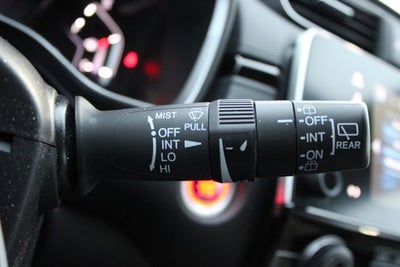 MIST
PULL
OFF
INT
LO
HI
OFF
INT
ON
REAR